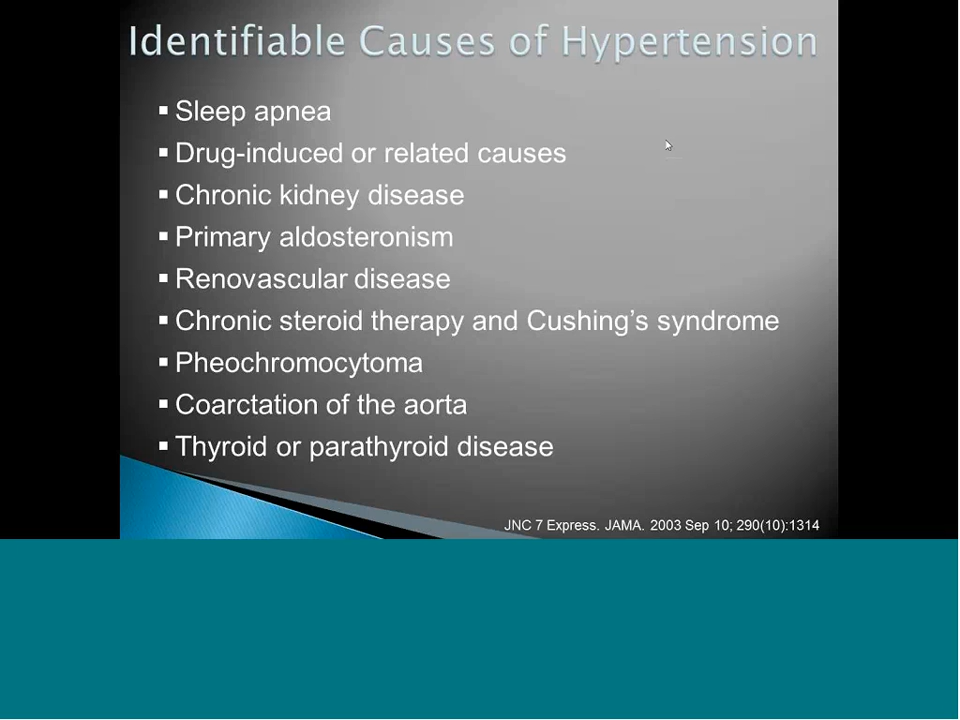 Identifiable Causes of Hypertension
▪ Sleep apnea
▪ Drug-induced or related causes
▪ Chronic kidney disease
▪ Primary aldosteronism
▪ Renovascular disease
▪ Chronic steroid therapy and Cushing’s syndrome
▪ Pheochromocytoma
▪ Coarctation of the aorta
▪ Thyroid or parathyroid disease
JNC 7 Express. JAMA. 2003 Sep 10; 290(10):1314